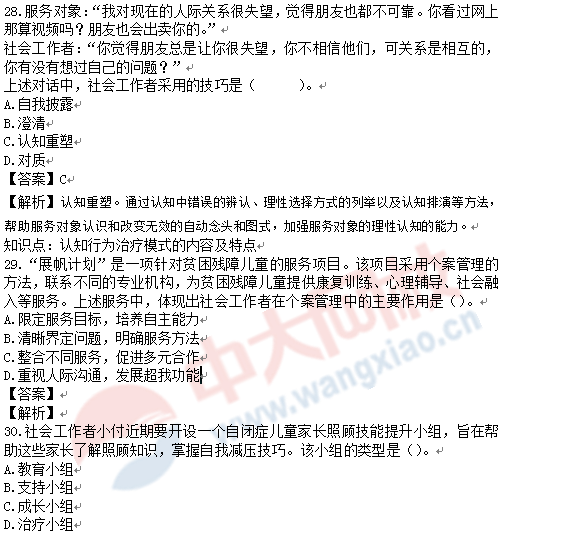 28.服务对象：“我对现在的人际关系很失望，觉得朋友也都不可靠。你看过网上
那算视频吗？朋友也会出卖你的。”
社会工作者：“你觉得朋友总是让你很失望，你不相信他们，可关系是相互的，
你有没有想过自己的问题？”
上述对话中，社会工作者采用的技巧是（ ）。
A.自我披露
B.澄清
C.认知重塑
D.对质
【答案】C
【解析】认知重塑。通过认知中错误的辨认、理性选择方式的列举以及认知排演等方法，
帮助服务对象认识和改变无效的自动念头和图式，加强服务对象的理性认知的能力。
知识点：认知行为治疗模式的内容及特点
29.“展帆计划”是一项针对贫困残障儿童的服务项目。该项目采用个案管理的
方法，联系不同的专业机构，为贫困残障儿童提供康复训练、心理辅导、社会融
入等服务。上述服务中，体现出社会工作者在个案管理中的主要作用是（）。
A.限定服务目标，培养自主能力
B.清晰界定问题，明确服务方法
C.整合不同服务，促进多元合作
D.重视人际沟通，发展超我功能
【答案】
【解析】
30.社会工作者小付近期要开设一个自闭症儿童家长照顾技能提升小组，旨在帮
助这些家长了解照顾知识，掌握自我减压技巧。该小组的类型是（）。
A.教育小组
B.支持小组
C.成长小组
D.治疗小组
中大网校
www.wangxiao.cn